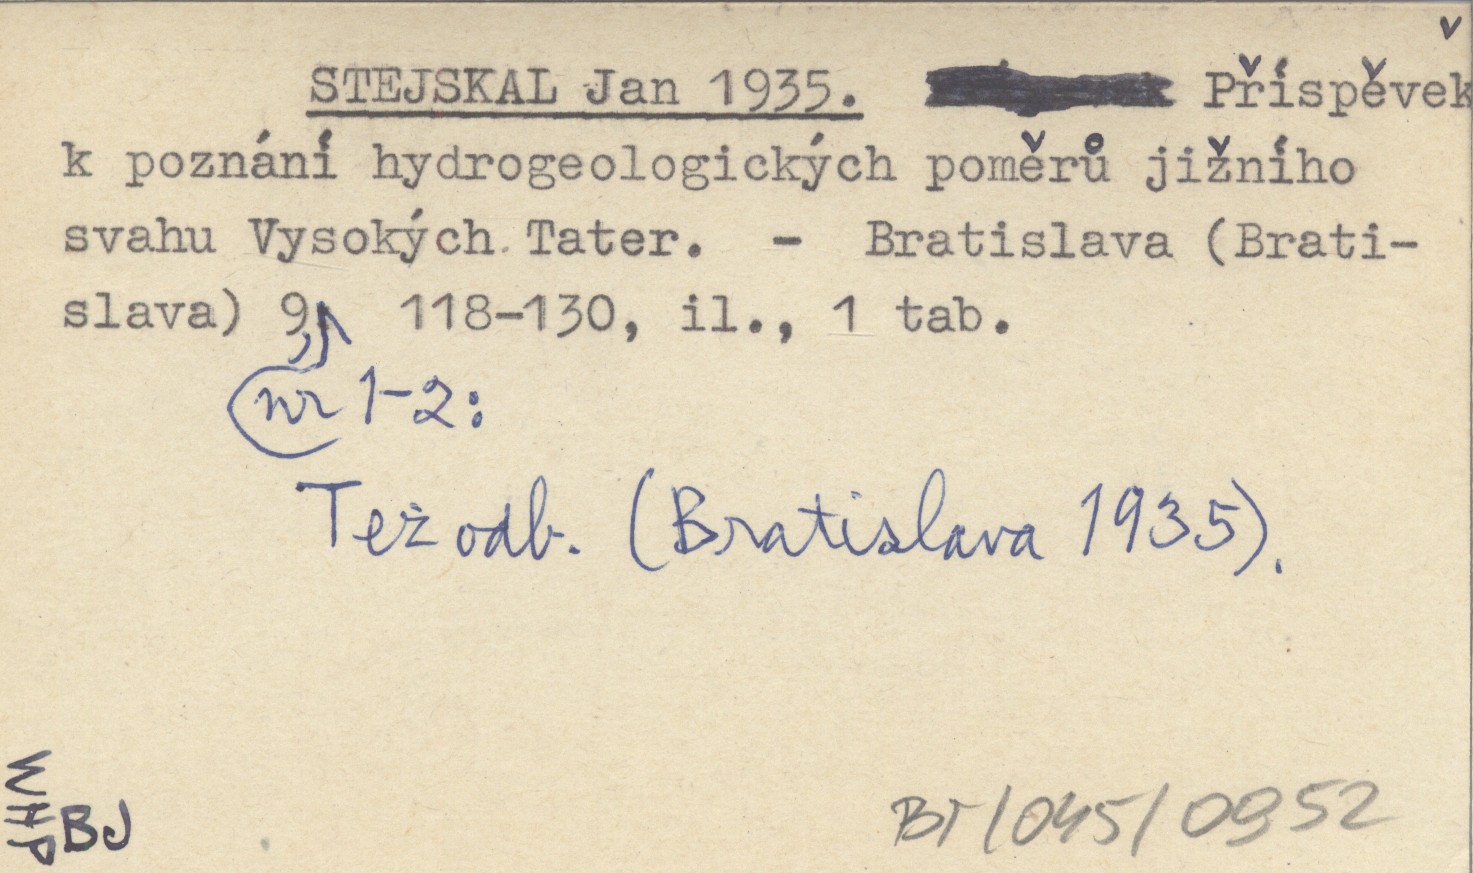 v
STEJSKAL Jan 1935. Příspěvek
k poznání hydrogeologických poměrů jižního
svahu Vysokých Tater. - Bratislava (Brati-
slava) 9, 118-130, il., 1 tab.
nr 1-2:
Też odb. (Bratislava 1935).
WHP
BJ
BT/045/0952